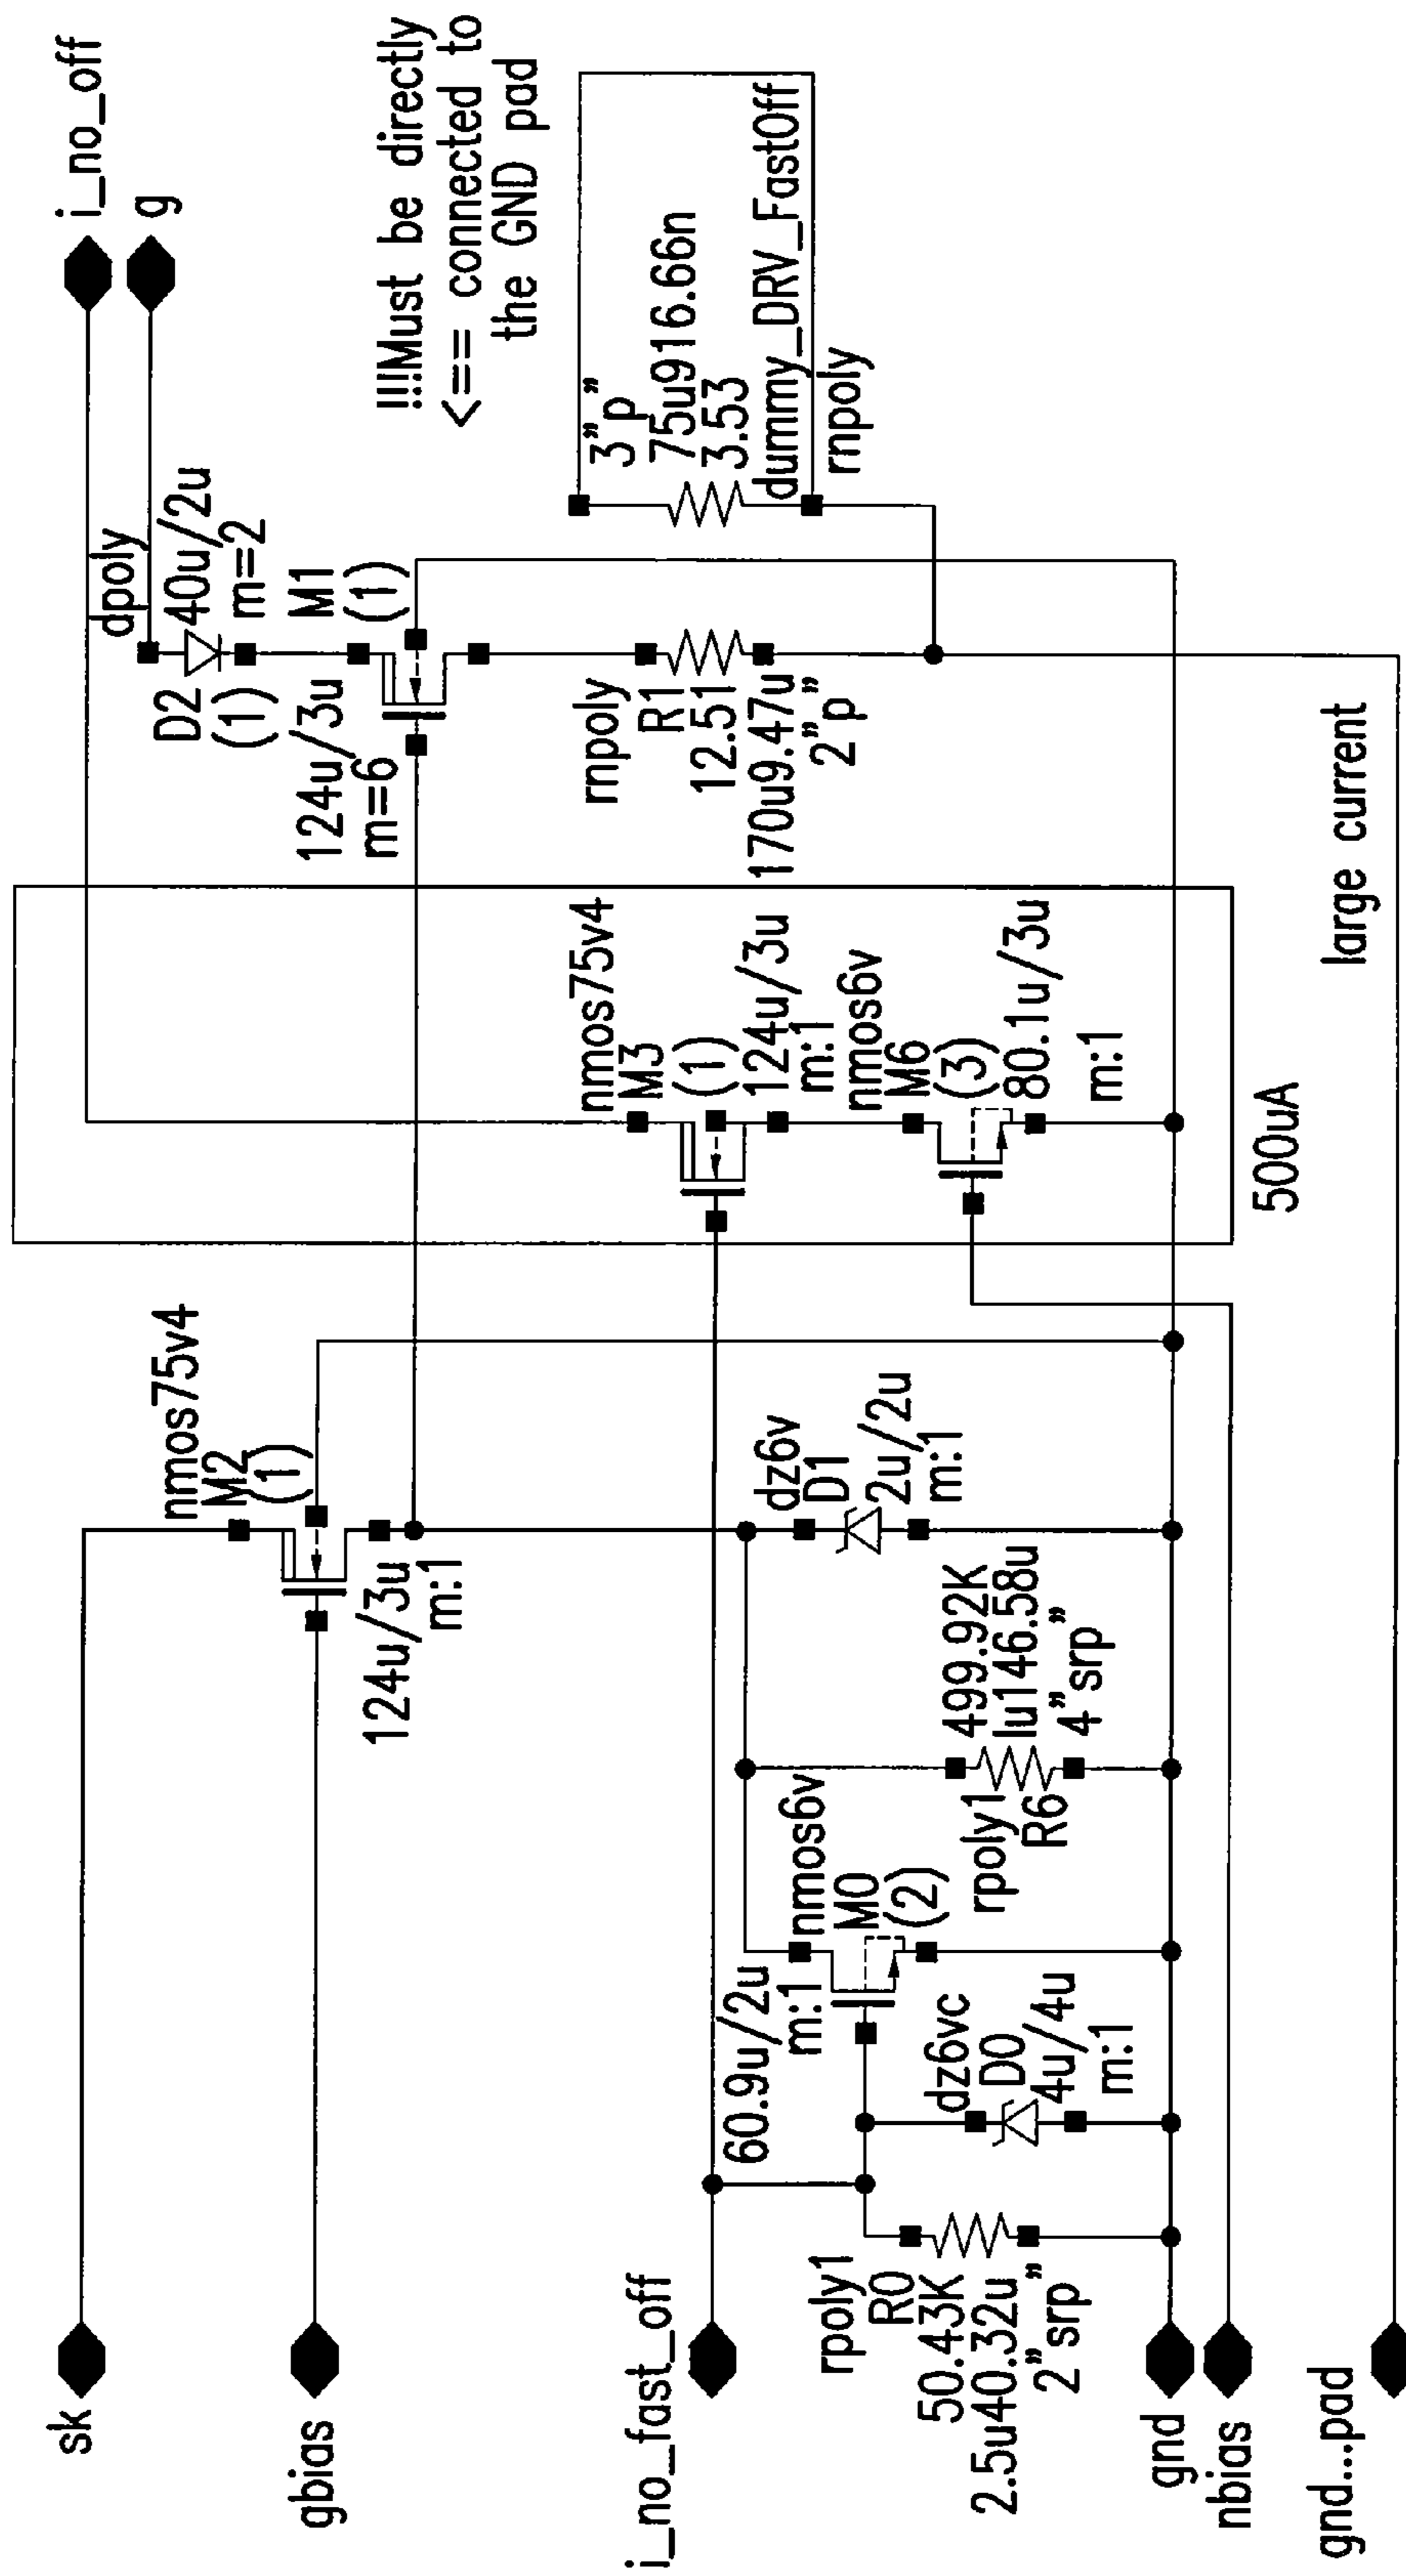 sk
gbias
i_no_fast_off
gnd
nbias
gnd...pad
rpoly1
R0
50.43K
2.5u40.32u
2"srp"
60.9u/2u
m:1
nmos6v
M0
(2)
dz6vc
D0
4u/4u
m:1
rpoly1
R6
499.92K
lu146.58u
4"srp"
nmos75v4
M2
(1)
124u/3u
m:1
dz6v
D1
2u/2u
m:1
nmos75v4
M3
(1)
124u/3u
m:1
nmos6v
M6
(3)
80.1u/3u
m:1
500uA
i_no_off
g
dpoly
D2
(1)
40u/2u
m=2
M1
(1)
124u/3u
m=6
rnpoly
R1
12.51
170u9.47u
2"p"
3"p"
75u916.66n
3.53
dummy_DRV_FastOff
rnpoly
!!!Must be directly
<== connected to
the GND pad
large current